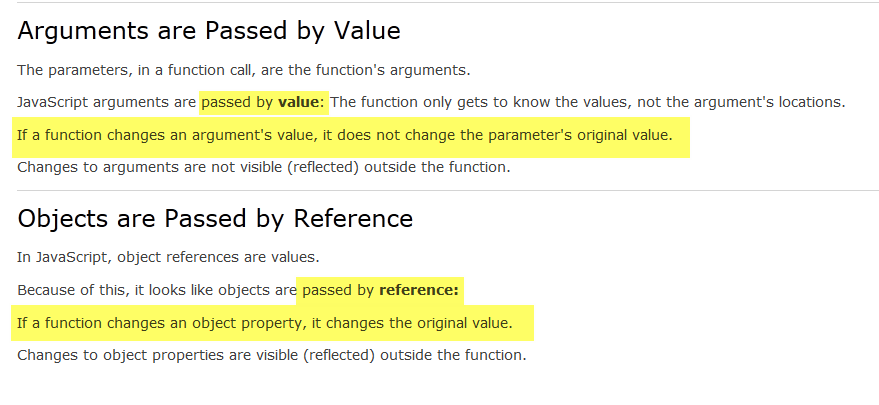 Arguments are Passed by Value
The parameters, in a function call, are the function's arguments.
JavaScript arguments are passed by value: The function only gets to know the values, not the argument's locations.
If a function changes an argument's value, it does not change the parameter's original value.
Changes to arguments are not visible (reflected) outside the function.
Objects are Passed by Reference
In JavaScript, object references are values.
Because of this, it looks like objects are passed by reference:
If a function changes an object property, it changes the original value.
Changes to object properties are visible (reflected) outside the function.